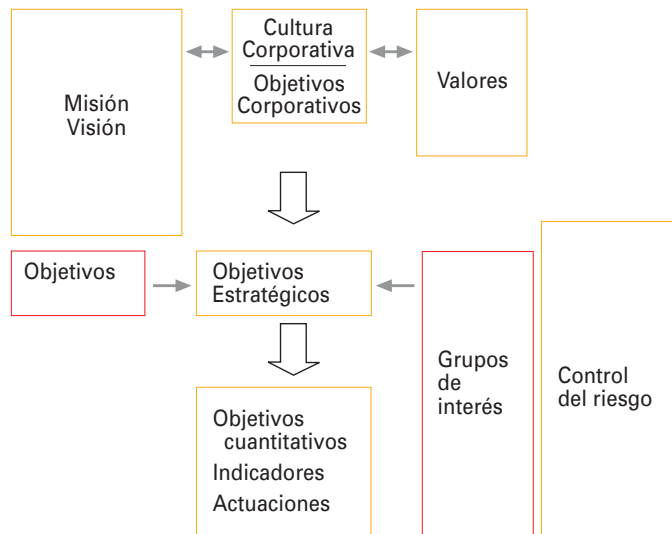 Misión
Visión
Cultura
Corporativa
Objetivos
Corporativos
Valores
Objetivos
Objetivos
Estratégicos
Grupos
de
interés
Control
del riesgo
Objetivos
cuantitativos
Indicadores
Actuaciones